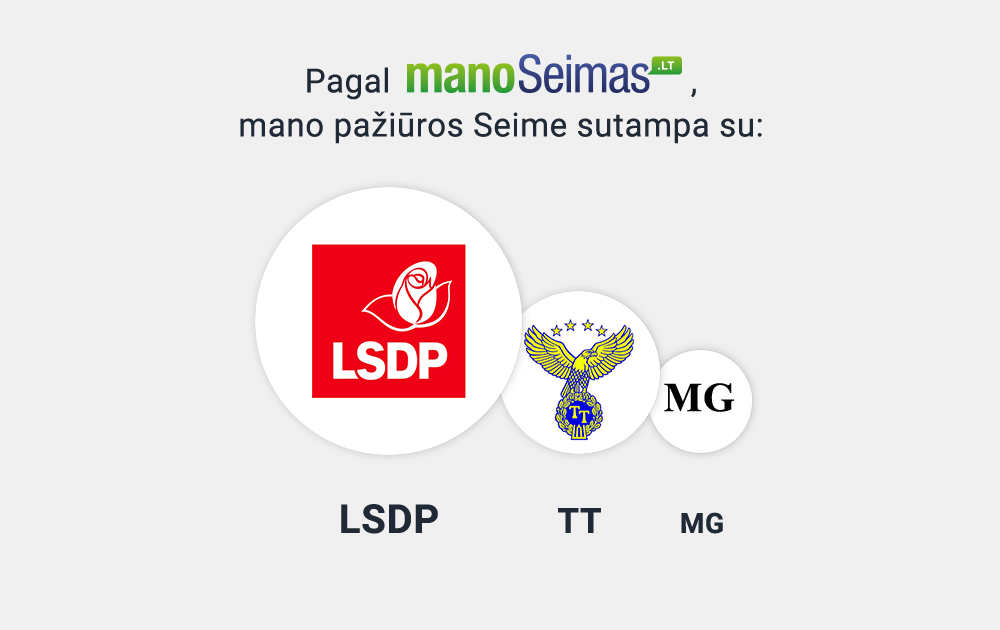 Pagal manoSeimas.LT ,
mano pažiūros Seime sutampa su:
LSDP
TT
MG
LSDP TT MG